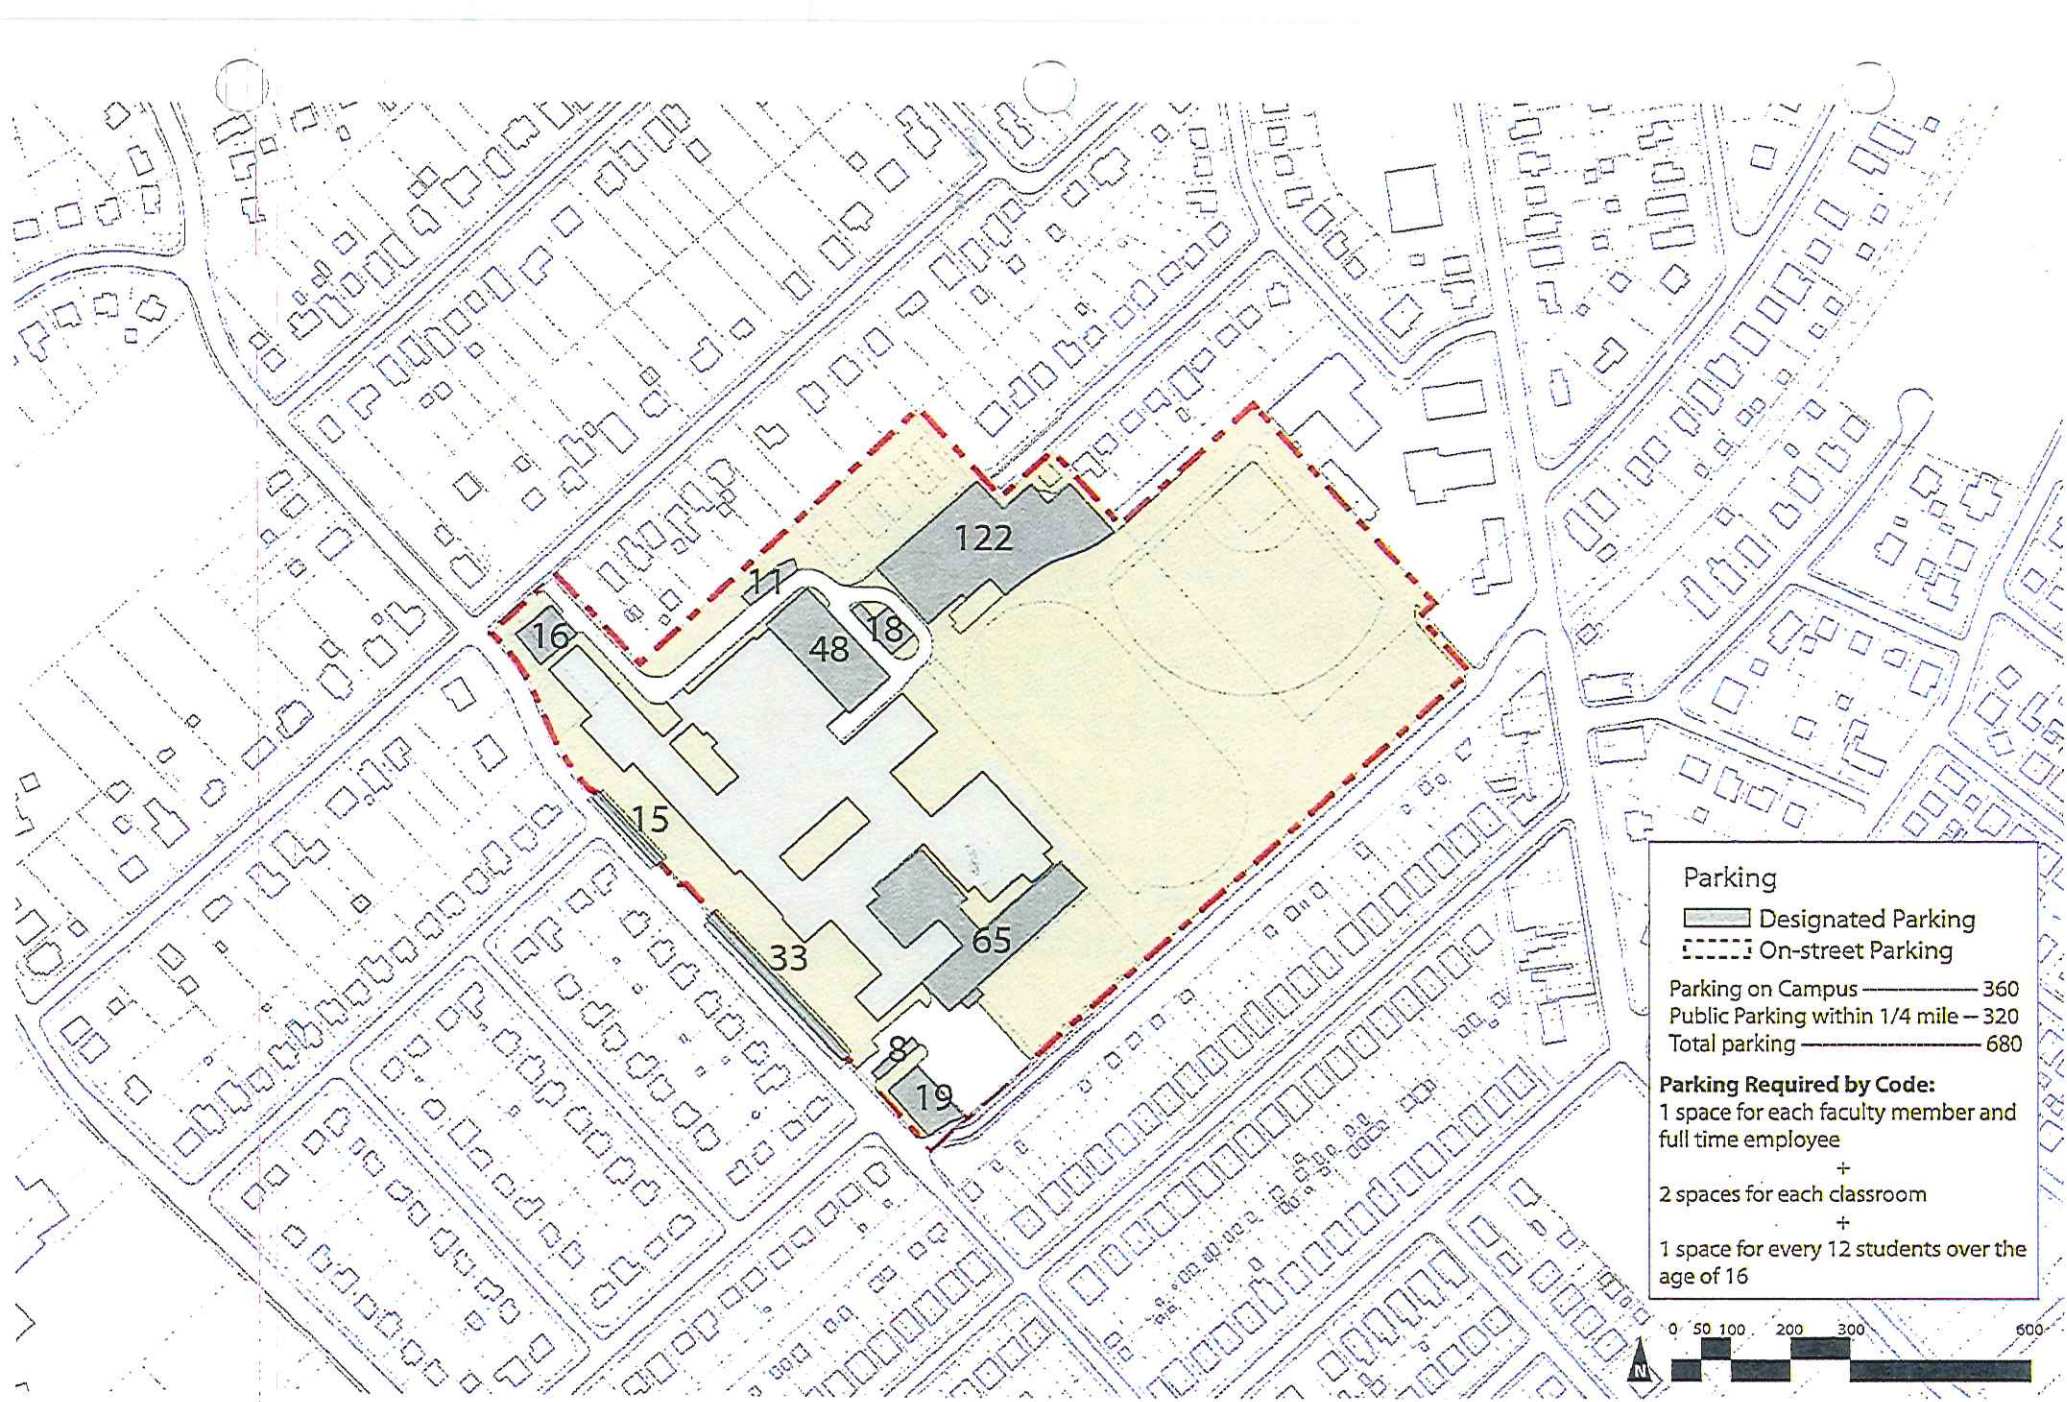 122
11
16
18
48
15
65
33
8
19
Parking
Designated Parking
On-street Parking
Parking on Campus 360
Public Parking within 1/4 mile 320
Total parking 680
Parking Required by Code:
1 space for each faculty member and
full time employee
+
2 spaces for each classroom
+
1 space for every 12 students over the
age of 16
0 50 100 200 300 600
N